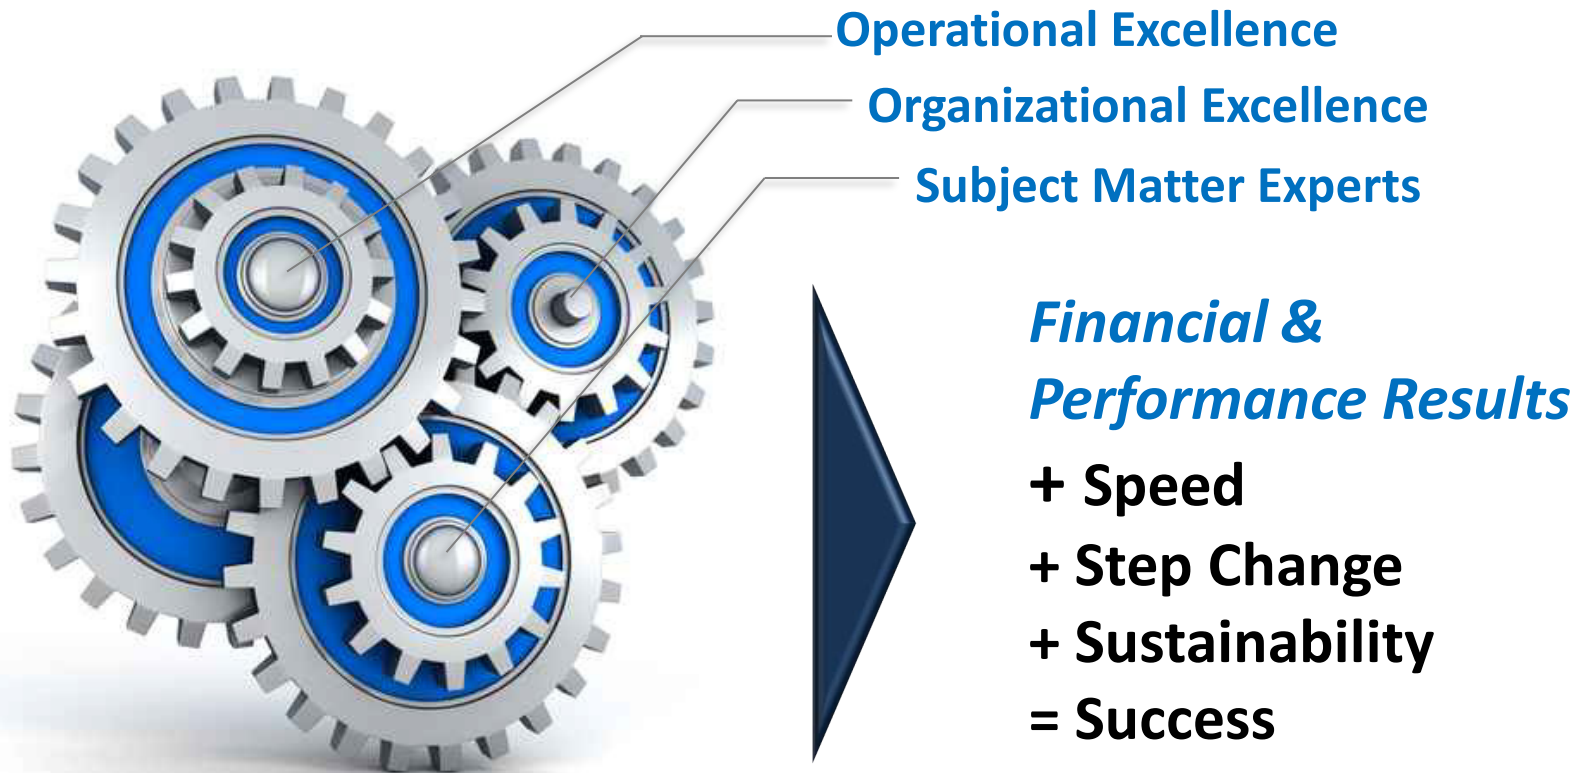 Operational Excellence
Organizational Excellence
Subject Matter Experts
Financial &
Performance Results
+ Speed
+ Step Change
+ Sustainability
= Success